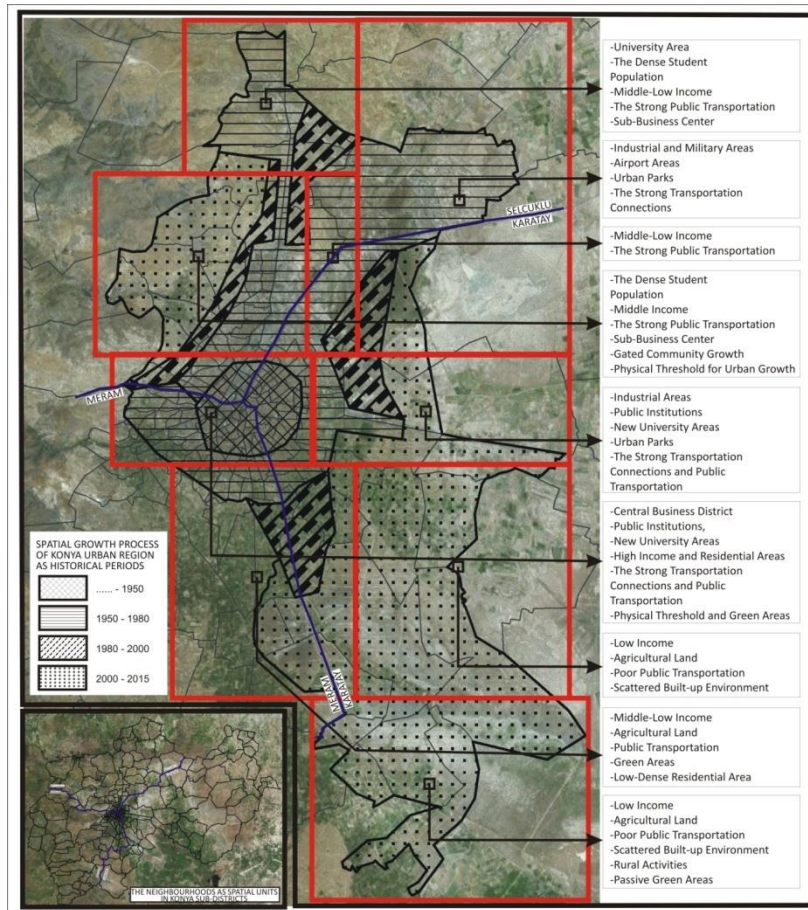 -University Area
-The Dense Student
Population
-Middle-Low Income
-The Strong Public Transportation
-Sub-Business Center
-Industrial and Military Areas
-Airport Areas
-Urban Parks
-The Strong Transportation
Connections
-Middle-Low Income
-The Strong Public Transportation
-The Dense Student
Population
-Middle Income
-The Strong Public Transportation
-Sub-Business Center
-Gated Community Growth
-Physical Threshold for Urban Growth
-Industrial Areas
-Public Institutions
-New University Areas
-Urban Parks
-The Strong Transportation
Connections and Public
Transportation
-Central Business District
-Public Institutions,
-New University Areas
-High Income and Residential Areas
-The Strong Transportation
Connections and Public
Transportation
-Physical Threshold and Green Areas
-Low Income
-Agricultural Land
-Poor Public Transportation
-Scattered Built-up Environment
-Middle-Low Income
-Agricultural Land
-Public Transportation
-Green Areas
-Low-Dense Residential Area
-Low Income
-Agricultural Land
-Poor Public Transportation
-Scattered Built-up Environment
-Rural Activities
-Passive Green Areas
SELCUKLU
KARATAY
MERAMI
MERAMI
KARATAY
SPATIAL GROWTH PROCESS
OF KONYA URBAN REGION
AS HISTORICAL PERIODS
...... - 1950
1950 - 1980
1980 - 2000
2000 - 2015
THE NEIGHBOURHOODS AS SPATIAL UNITS
IN KONYA SUB-DISTRICTS